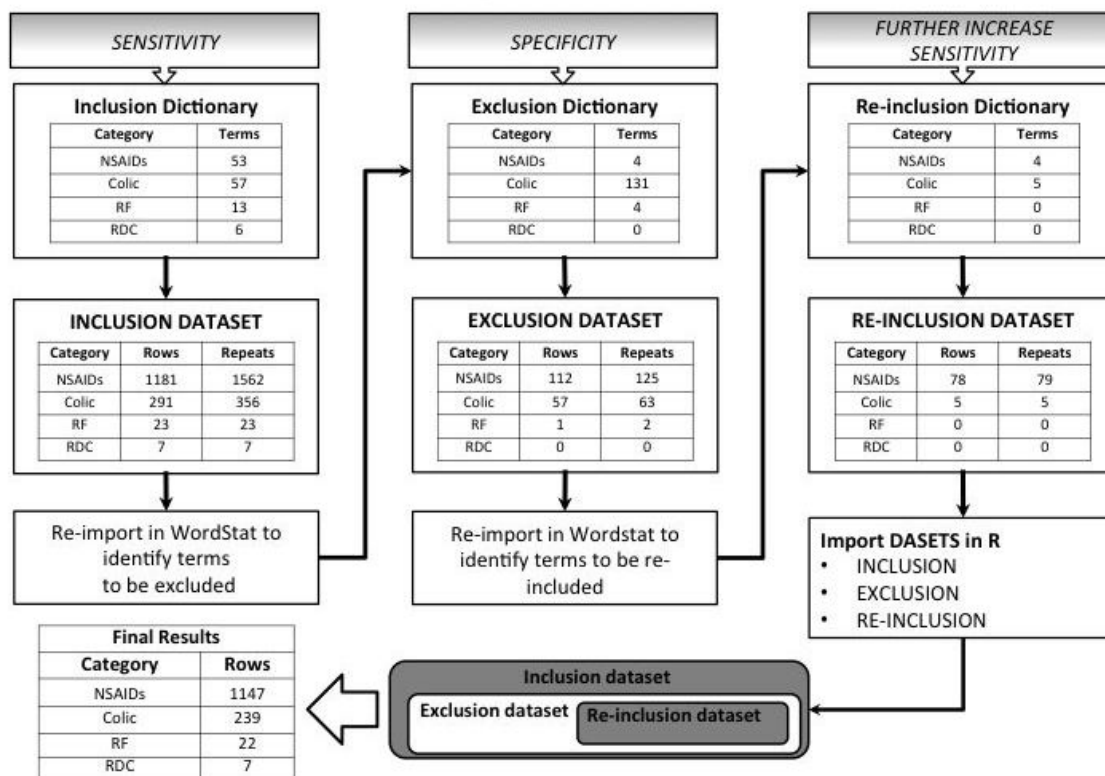 SENSITIVITY
Inclusion Dictionary
Category Terms
NSAIDs 53
Colic 57
RF 13
RDC 6
INCLUSION DATASET
Category Rows Repeats
NSAIDs 1181 1562
Colic 291 356
RF 23 23
RDC 7 7
Re-import in WordStat to
identify terms
to be excluded
SPECIFICITY
Exclusion Dictionary
Category Terms
NSAIDs 4
Colic 131
RF 4
RDC 0
EXCLUSION DATASET
Category Rows Repeats
NSAIDs 112 125
Colic 57 63
RF 1 2
RDC 0 0
Re-import in Wordstat to
identify terms to be re-
included
FURTHER INCREASE
SENSITIVITY
Re-inclusion Dictionary
Category Terms
NSAIDs 4
Colic 5
RF 0
RDC 0
RE-INCLUSION DATASET
Category Rows Repeats
NSAIDs 78 79
Colic 5 5
RF 0 0
RDC 0 0
Import DASETS in R
• INCLUSION
• EXCLUSION
• RE-INCLUSION
Inclusion dataset
Exclusion dataset
Re-inclusion dataset
Final Results
Category Rows
NSAIDs 1147
Colic 239
RF 22
RDC 7